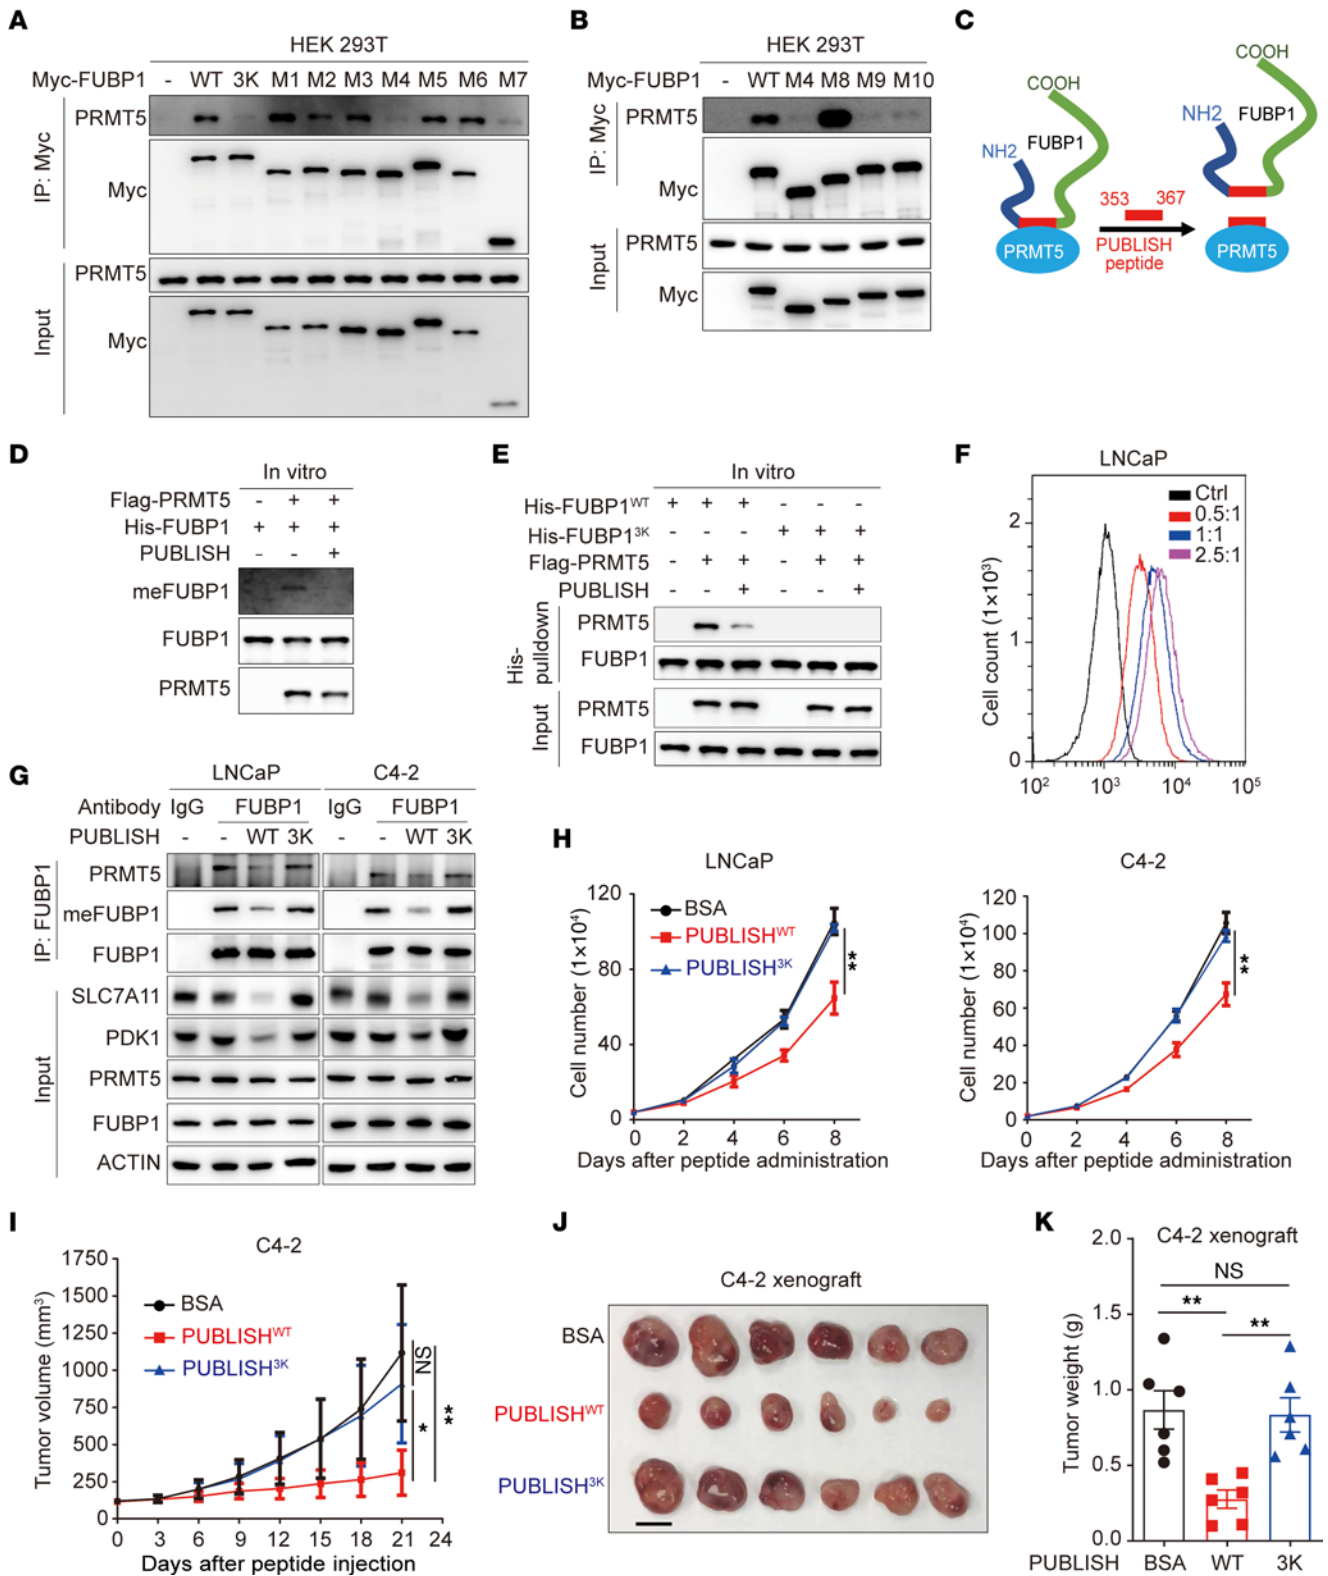 A
HEK 293T
Myc-FUBP1 - WT 3K M1 M2 M3 M4 M5 M6 M7
IP: Myc
PRMT5
Myc
Input
PRMT5
Myc
B
HEK 293T
Myc-FUBP1 - WT M4 M8 M9 M10
IP: Myc
PRMT5
Myc
Input
PRMT5
Myc
C
COOH
NH2
FUBP1
PRMT5
353 367
PUBLISH
peptide
COOH
NH2
FUBP1
PRMT5
D
In vitro
Flag-PRMT5 - + +
His-FUBP1 + + +
PUBLISH - - +
meFUBP1
FUBP1
PRMT5
E
In vitro
His-FUBP1WT + + + - - -
His-FUBP13K - - - + + +
Flag-PRMT5 - + + - + +
PUBLISH - - + - - +
His-
pulldown
PRMT5
FUBP1
Input
PRMT5
FUBP1
F
LNCaP
Cell count (1×10³)
2
1
0
10² 10³ 10⁴ 10⁵
Ctrl
0.5:1
1:1
2.5:1
G
LNCaP C4-2
Antibody IgG FUBP1 IgG FUBP1
PUBLISH - - WT 3K - - WT 3K
IP: FUBP1
PRMT5
meFUBP1
FUBP1
Input
SLC7A11
PDK1
PRMT5
FUBP1
ACTIN
H
LNCaP
Cell number (1×10⁴)
120
80
40
0
BSA
PUBLISHWT
PUBLISH3K
**
0 2 4 6 8
Days after peptide administration
C4-2
Cell number (1×10⁴)
120
100
80
60
40
20
0
**
0 2 4 6 8
Days after peptide administration
I
C4-2
Tumor volume (mm³)
1750
1500
1250
1000
750
500
250
0
BSA
PUBLISHWT
PUBLISH3K
NS
*
**
0 3 6 9 12 15 18 21 24
Days after peptide injection
J
C4-2 xenograft
BSA
PUBLISHWT
PUBLISH3K
K
C4-2 xenograft
Tumor weight (g)
2.0
1.5
1.0
0.5
0.0
NS
**
**
PUBLISH BSA WT 3K